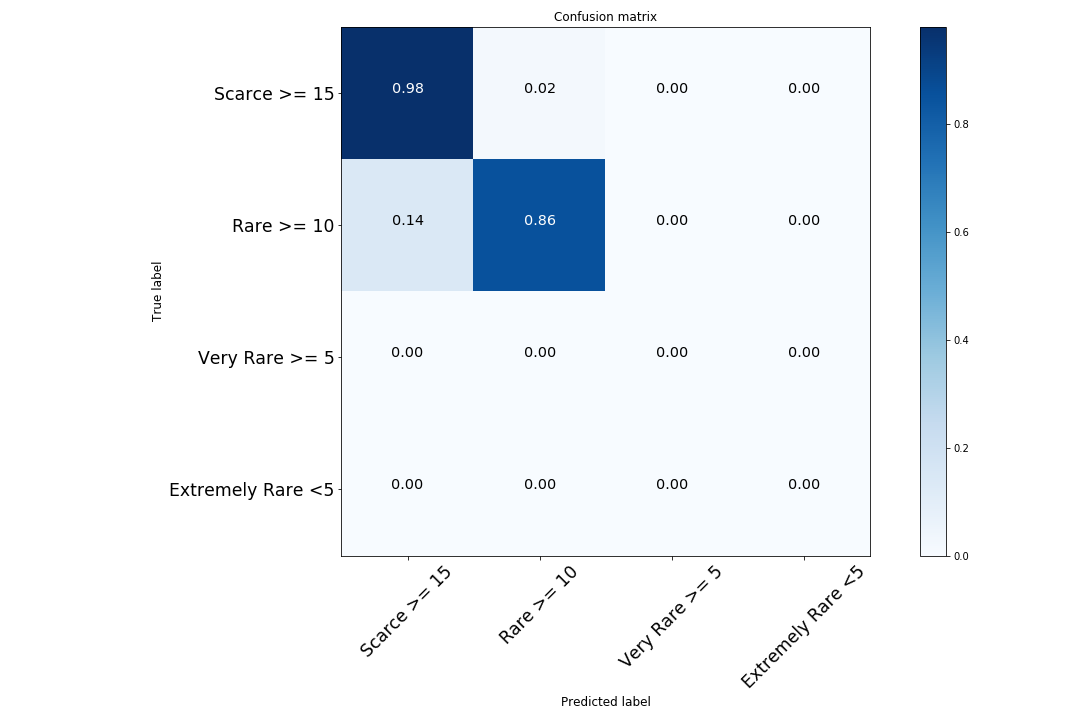 Confusion matrix
Scarce >= 15
0.98
0.02
0.00
0.00
0.8
Rare >= 10
0.14
0.86
0.00
0.00
0.6
True label
Very Rare >= 5
0.00
0.00
0.00
0.00
0.4
0.2
Extremely Rare <5
0.00
0.00
0.00
0.00
0.0
Scarce >= 15
Rare >= 10
Very Rare >= 5
Extremely Rare <5
Predicted label